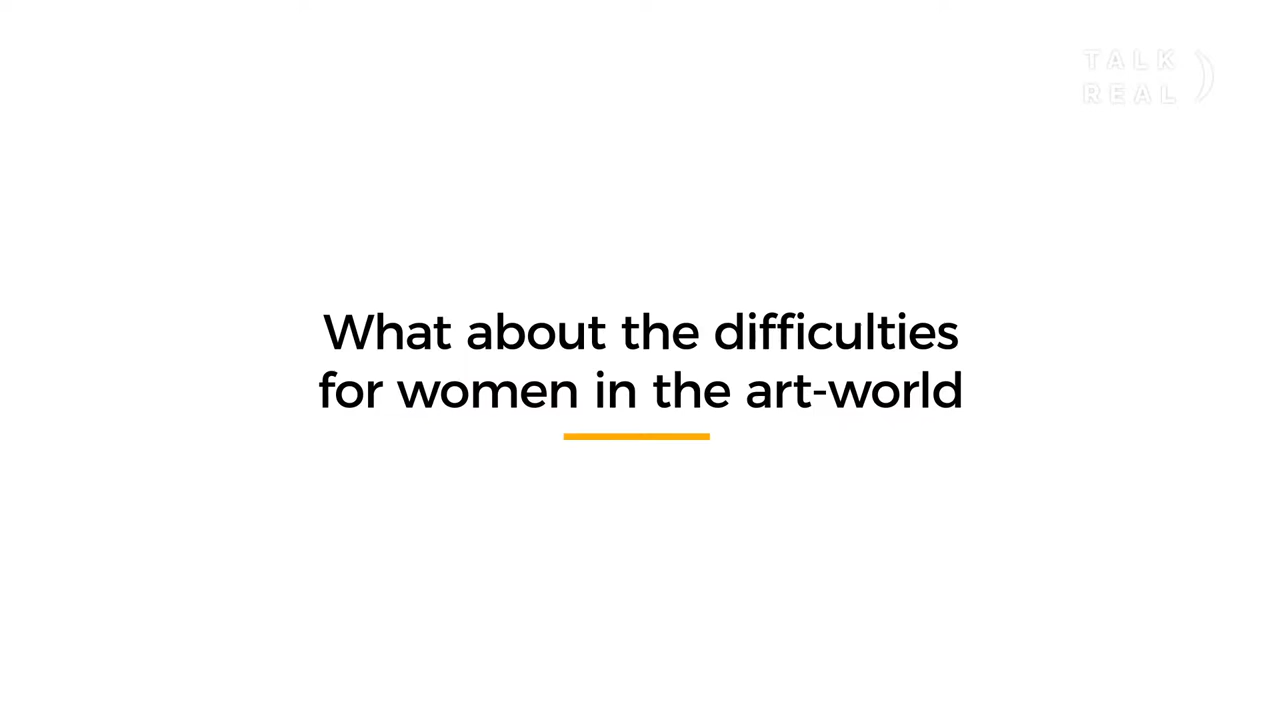 TALK
REAL
What about the difficulties
for women in the art-world